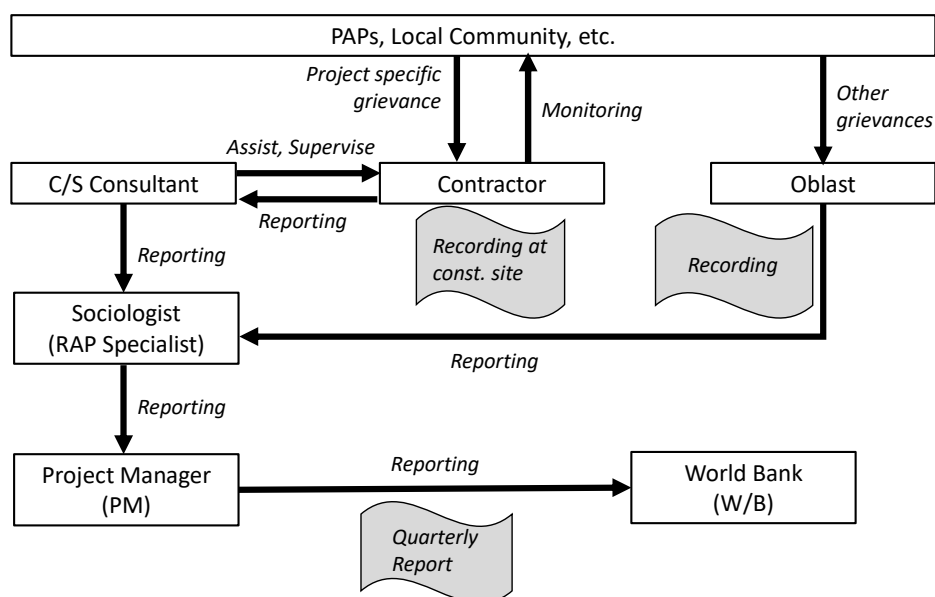 PAPs, Local Community, etc.
Project specific
grievance
Monitoring
Other
grievances
Assist, Supervise
C/S Consultant
Contractor
Oblast
Reporting
Reporting
Recording at
const. site
Recording
Sociologist
(RAP Specialist)
Reporting
Reporting
Project Manager
(PM)
Reporting
World Bank
(W/B)
Quarterly
Report